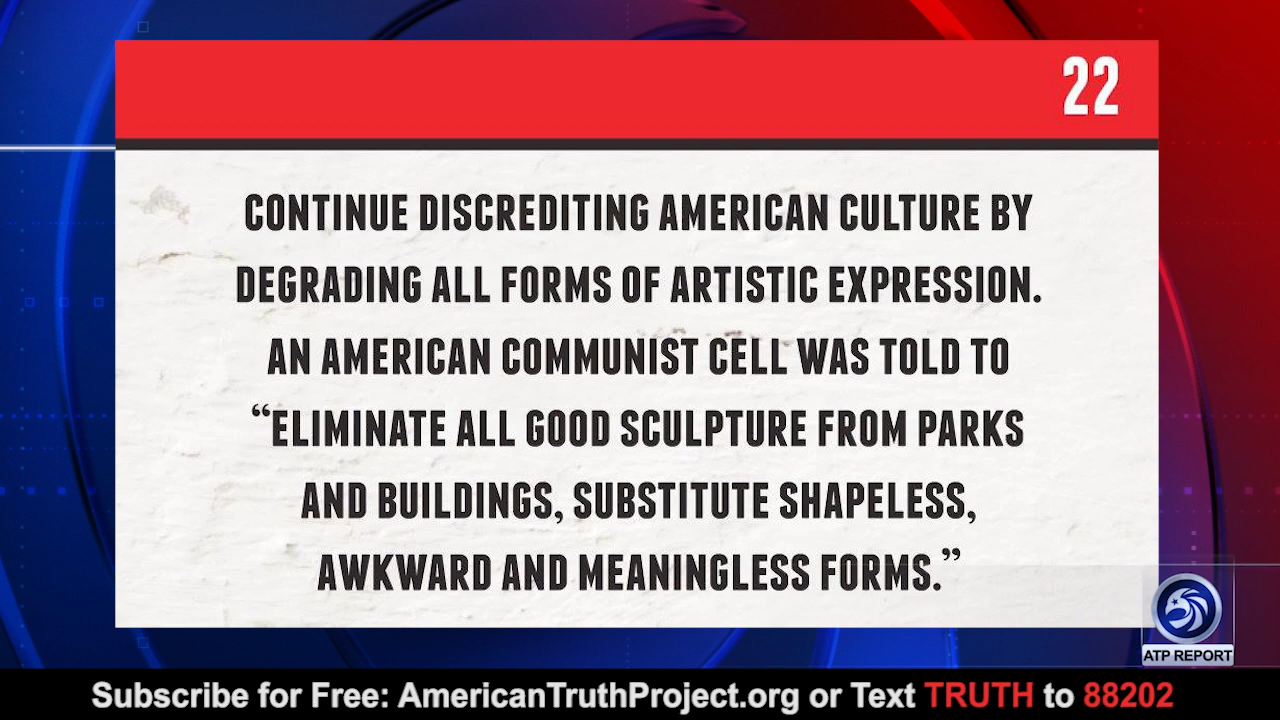 22
CONTINUE DISCREDITING AMERICAN CULTURE BY
DEGRADING ALL FORMS OF ARTISTIC EXPRESSION.
AN AMERICAN COMMUNIST CELL WAS TOLD TO
“ELIMINATE ALL GOOD SCULPTURE FROM PARKS
AND BUILDINGS, SUBSTITUTE SHAPELESS,
AWKWARD AND MEANINGLESS FORMS.”
ATP REPORT
Subscribe for Free: AmericanTruthProject.org or Text TRUTH to 88202